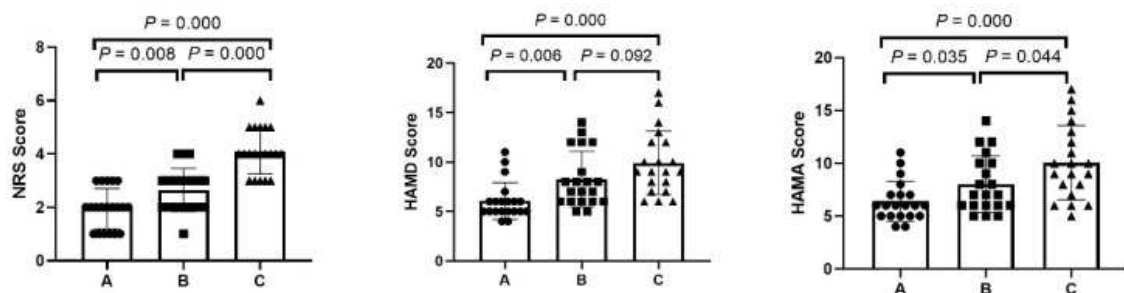 P = 0.000
P = 0.008
P = 0.000
8
6
4
2
0
NRS Score
A
B
C
P = 0.000
P = 0.006
P = 0.092
20
15
10
5
0
HAMD Score
A
B
C
P = 0.000
P = 0.035
P = 0.044
20
15
10
5
0
HAMA Score
A
B
C